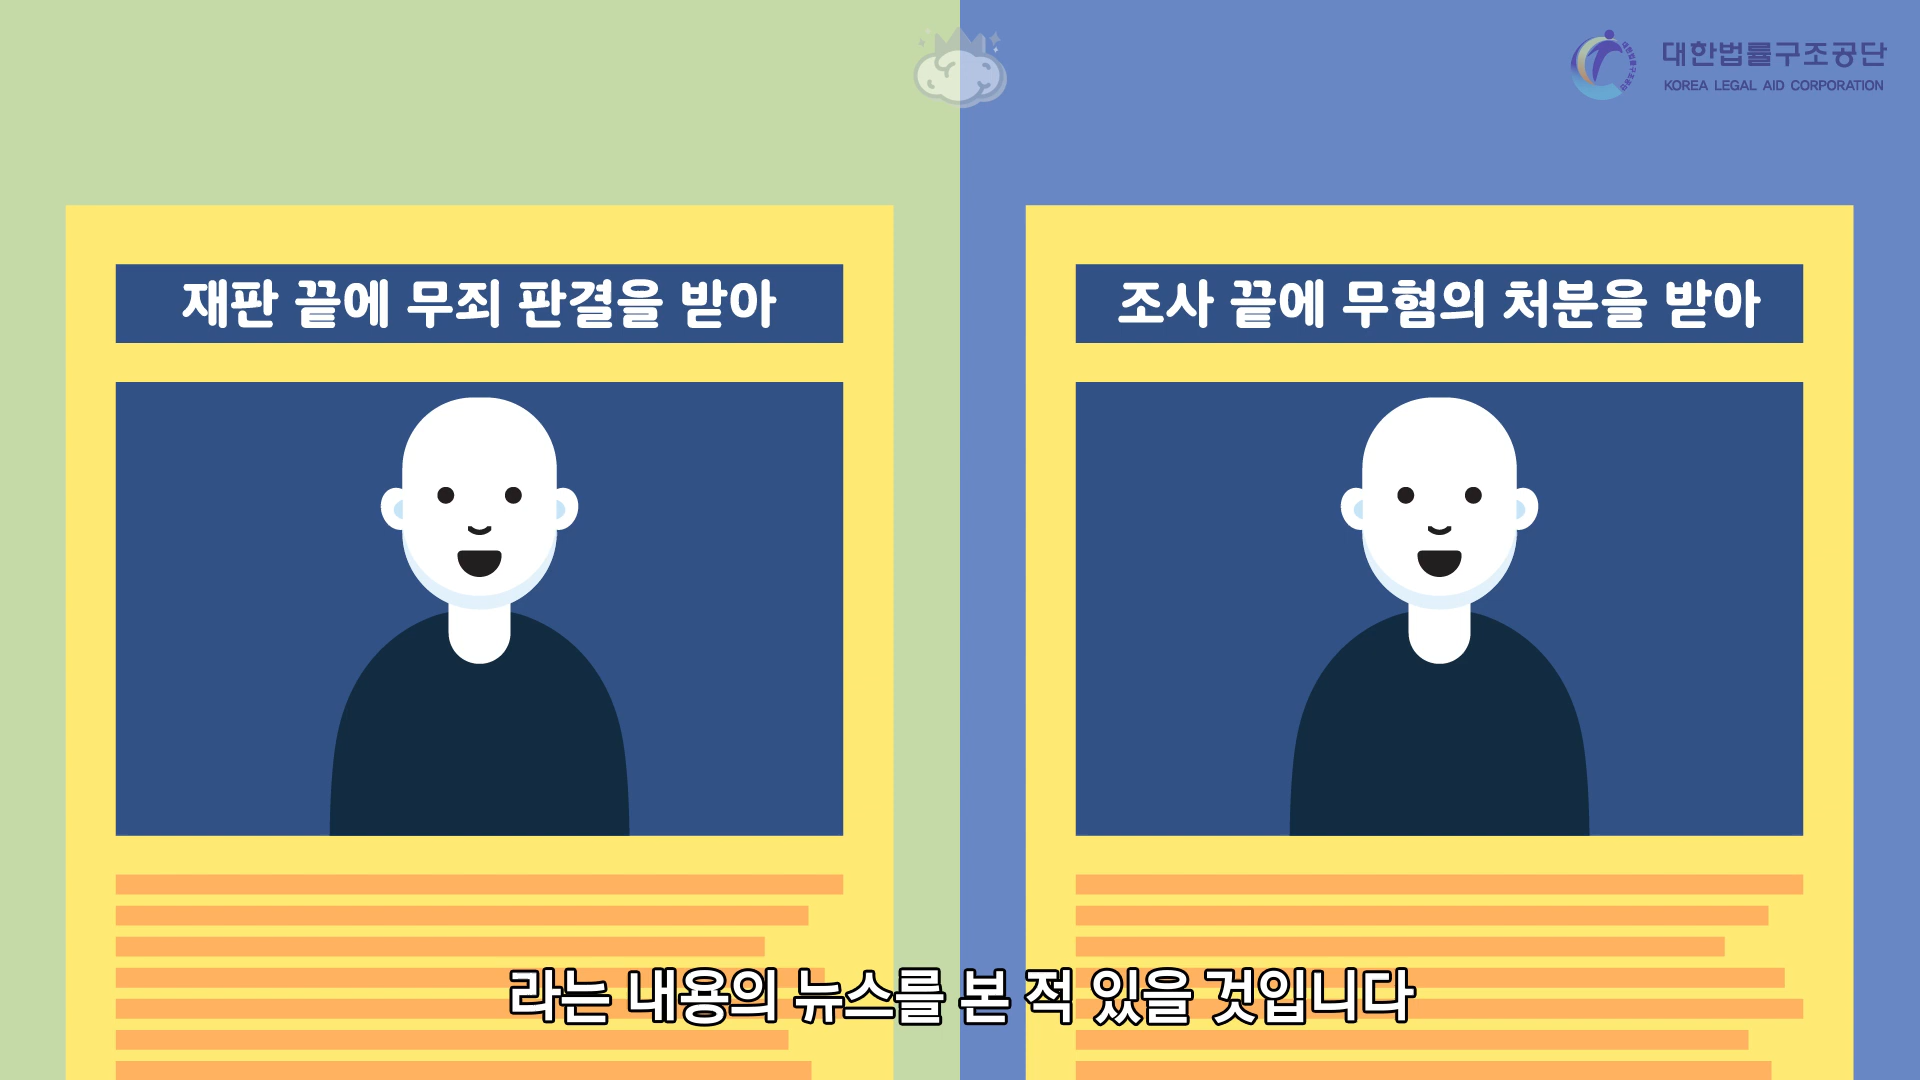 대한법률구조공단
KOREA LEGAL AID CORPORATION
재판 끝에 무죄 판결을 받아
조사 끝에 무혐의 처분을 받아
라는 내용의 뉴스를 본 적 있을 것입니다